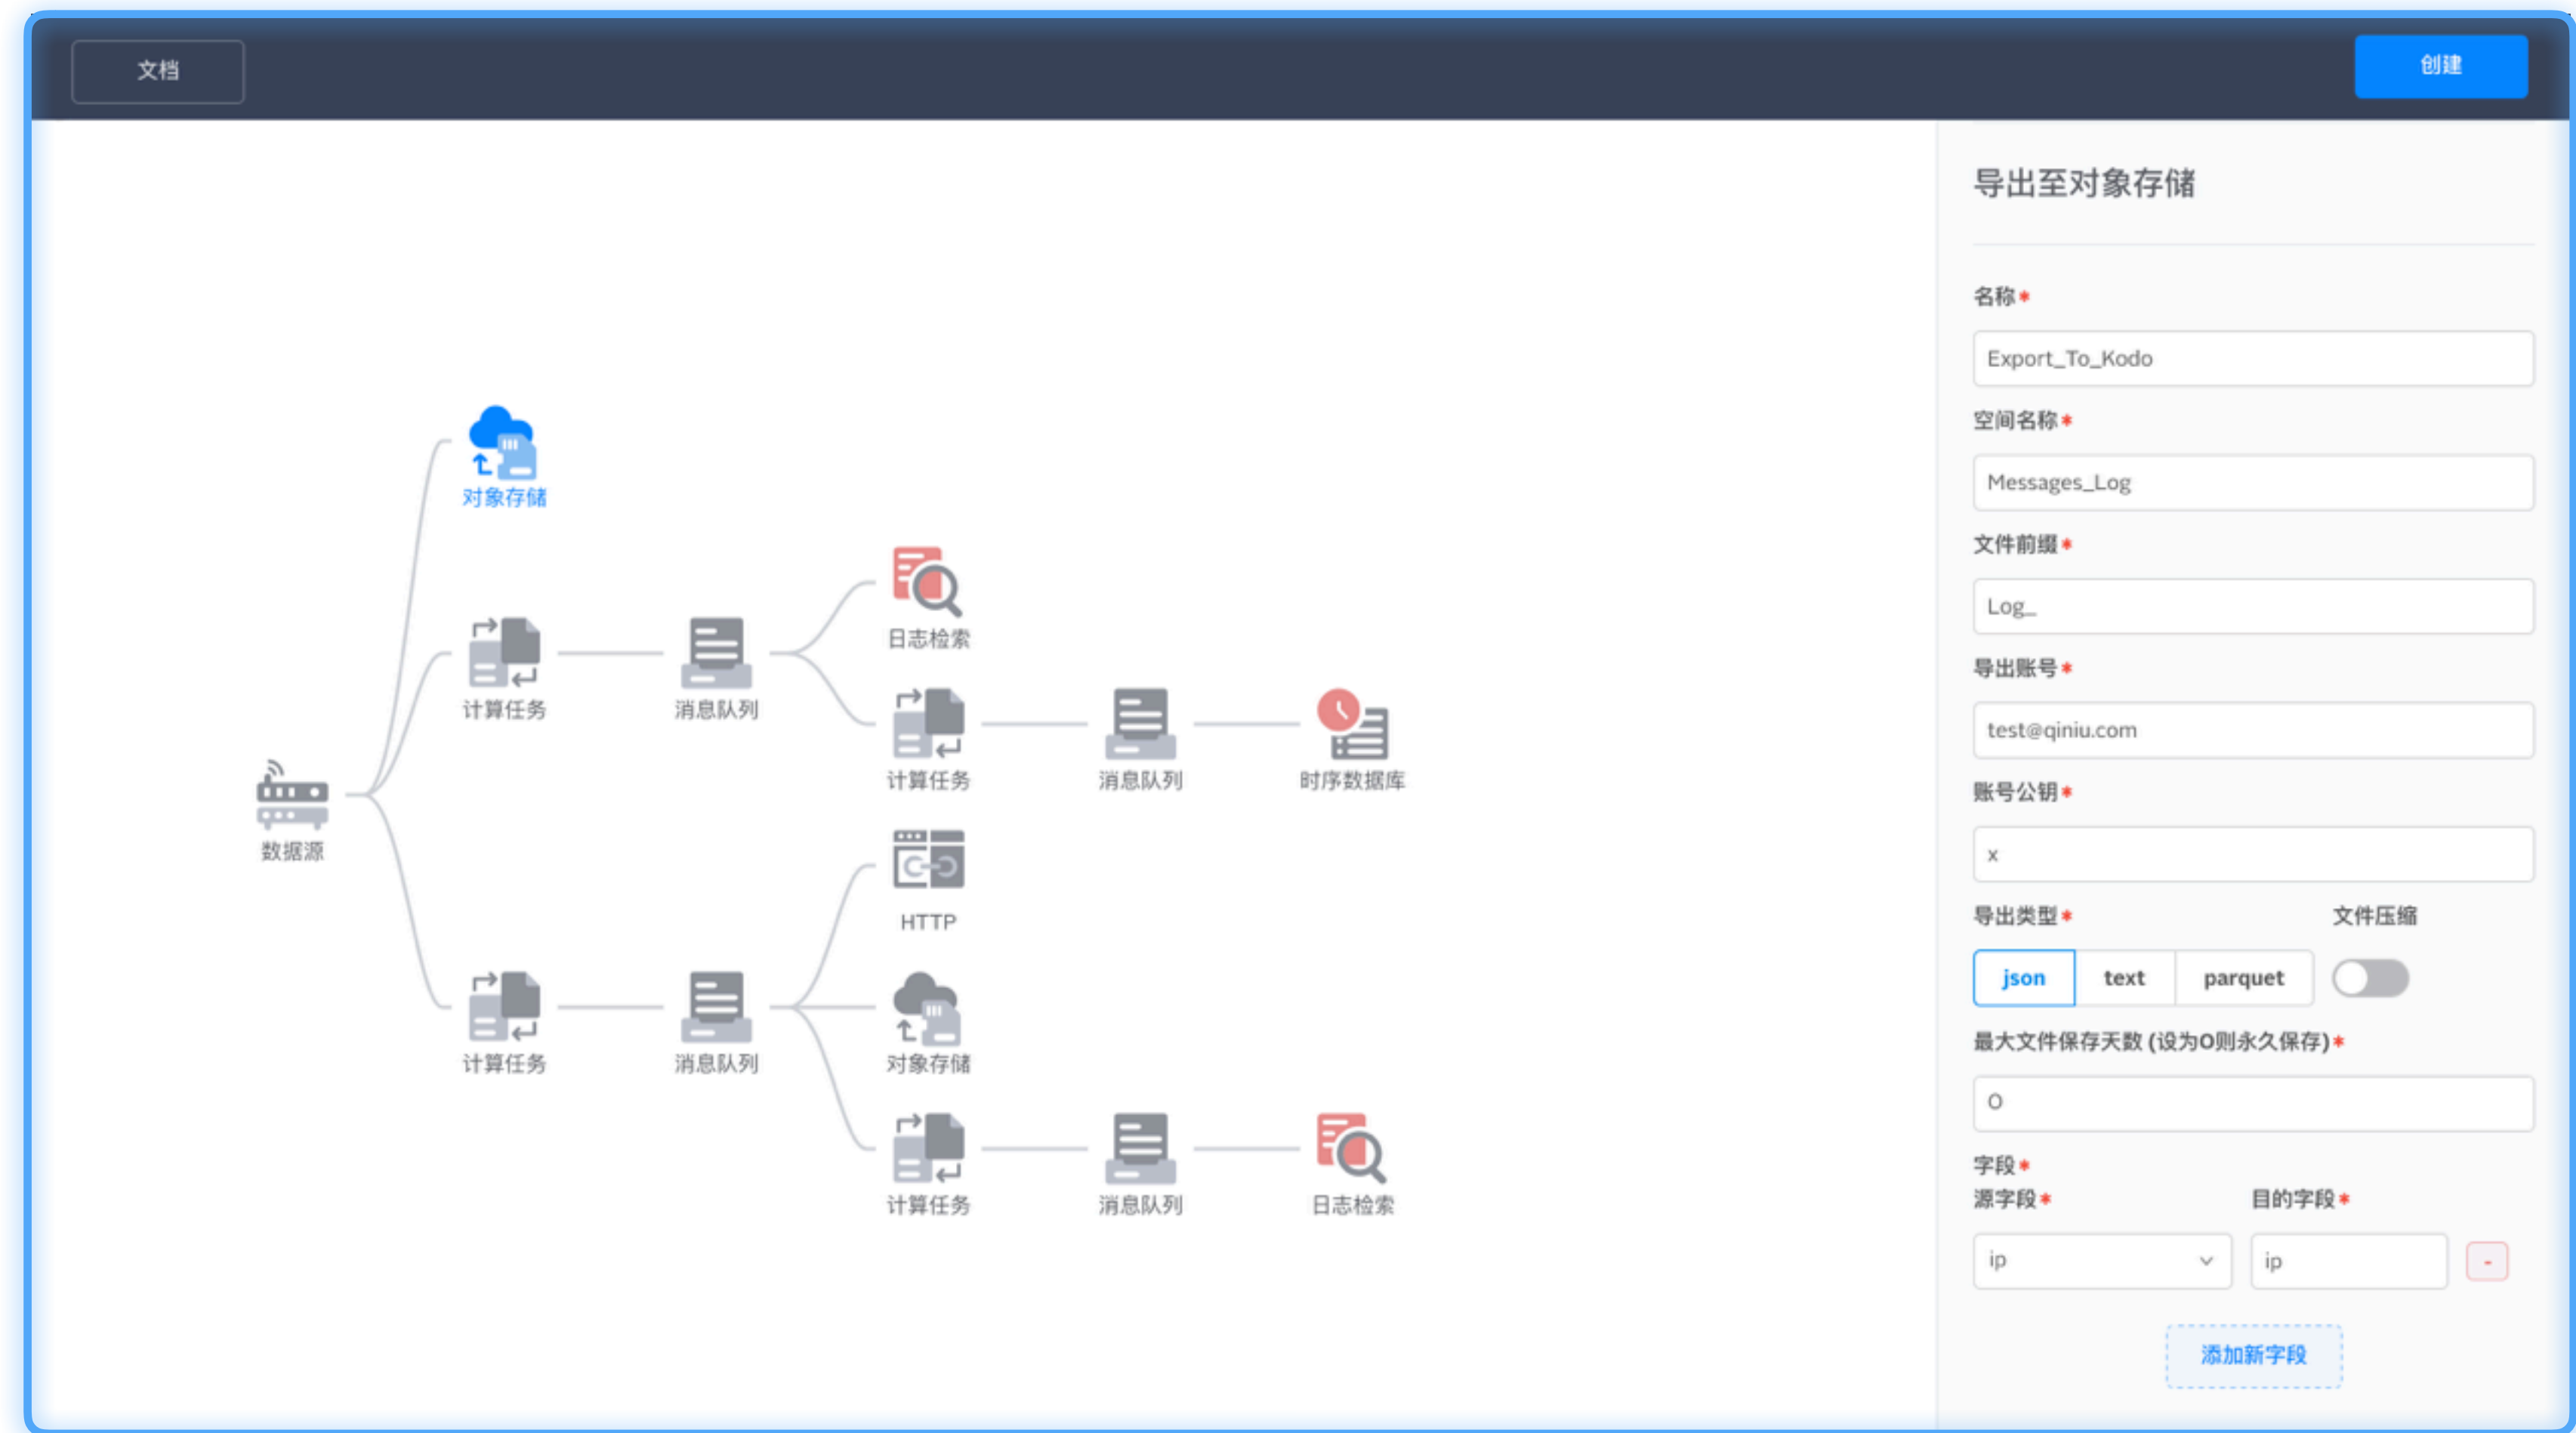 文档
创建
对象存储
日志检索
计算任务
消息队列
计算任务
消息队列
时序数据库
数据源
HTTP
计算任务
消息队列
对象存储
计算任务
消息队列
日志检索
导出至对象存储
名称*
Export_To_Kodo
空间名称*
Messages_Log
文件前缀*
Log_
导出账号*
test@qiniu.com
账号公钥*
x
导出类型* 文件压缩
json text parquet
最大文件保存天数 (设为0则永久保存)*
0
字段*
源字段* 目的字段*
ip ip -
添加新字段